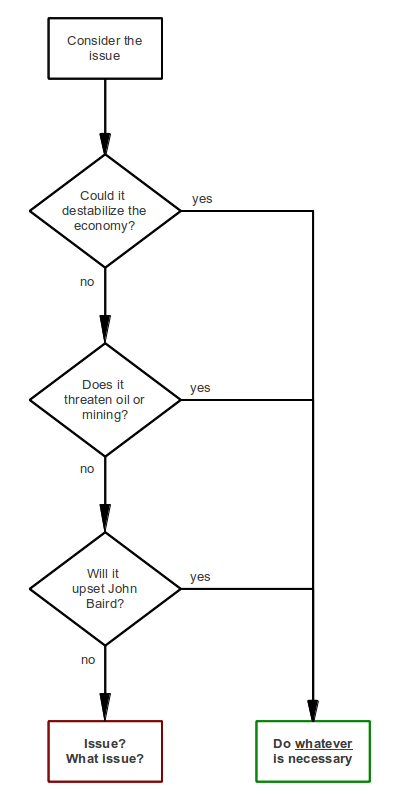 Consider the
issue
Could it
destabilize the
economy?
yes
no
Does it
threaten oil or
mining?
yes
no
Will it
upset John
Baird?
yes
no
Issue?
What issue?
Do whatever
is necessary